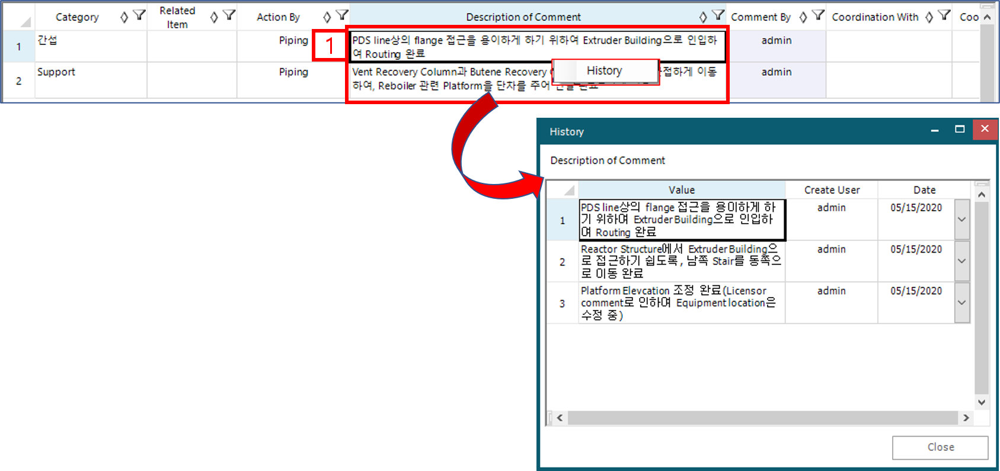 Category
Related
Item
Action By
Description of Comment
Comment By
Coordination With
Coo
1
간섭
Piping
1
PDS line상의 flange 접근을 용이하게 하기 위하여 Extruder Building으로 인입하
여 Routing 완료
admin
History
2
Support
Piping
Vent Recovery Column과 Butene Recovery 접하게 이동
하여, Reboiler 관련 Platform을 단차를 주어 완료
admin
History
Description of Comment
Value
Create User
Date
1
PDS line상의 flange 접근을 용이하게 하
기 위하여 Extruder Building으로 인입하
여 Routing 완료
admin
05/15/2020
2
Reactor Structure에서 Extruder Building으
로 접근하기 쉽도록, 남쪽 Stair를 동쪽으
로 이동 완료
admin
05/15/2020
3
Platform Elevcation 조정 완료(Licensor
comment로 인하여 Equipment location은
수정 중)
admin
05/15/2020
Close